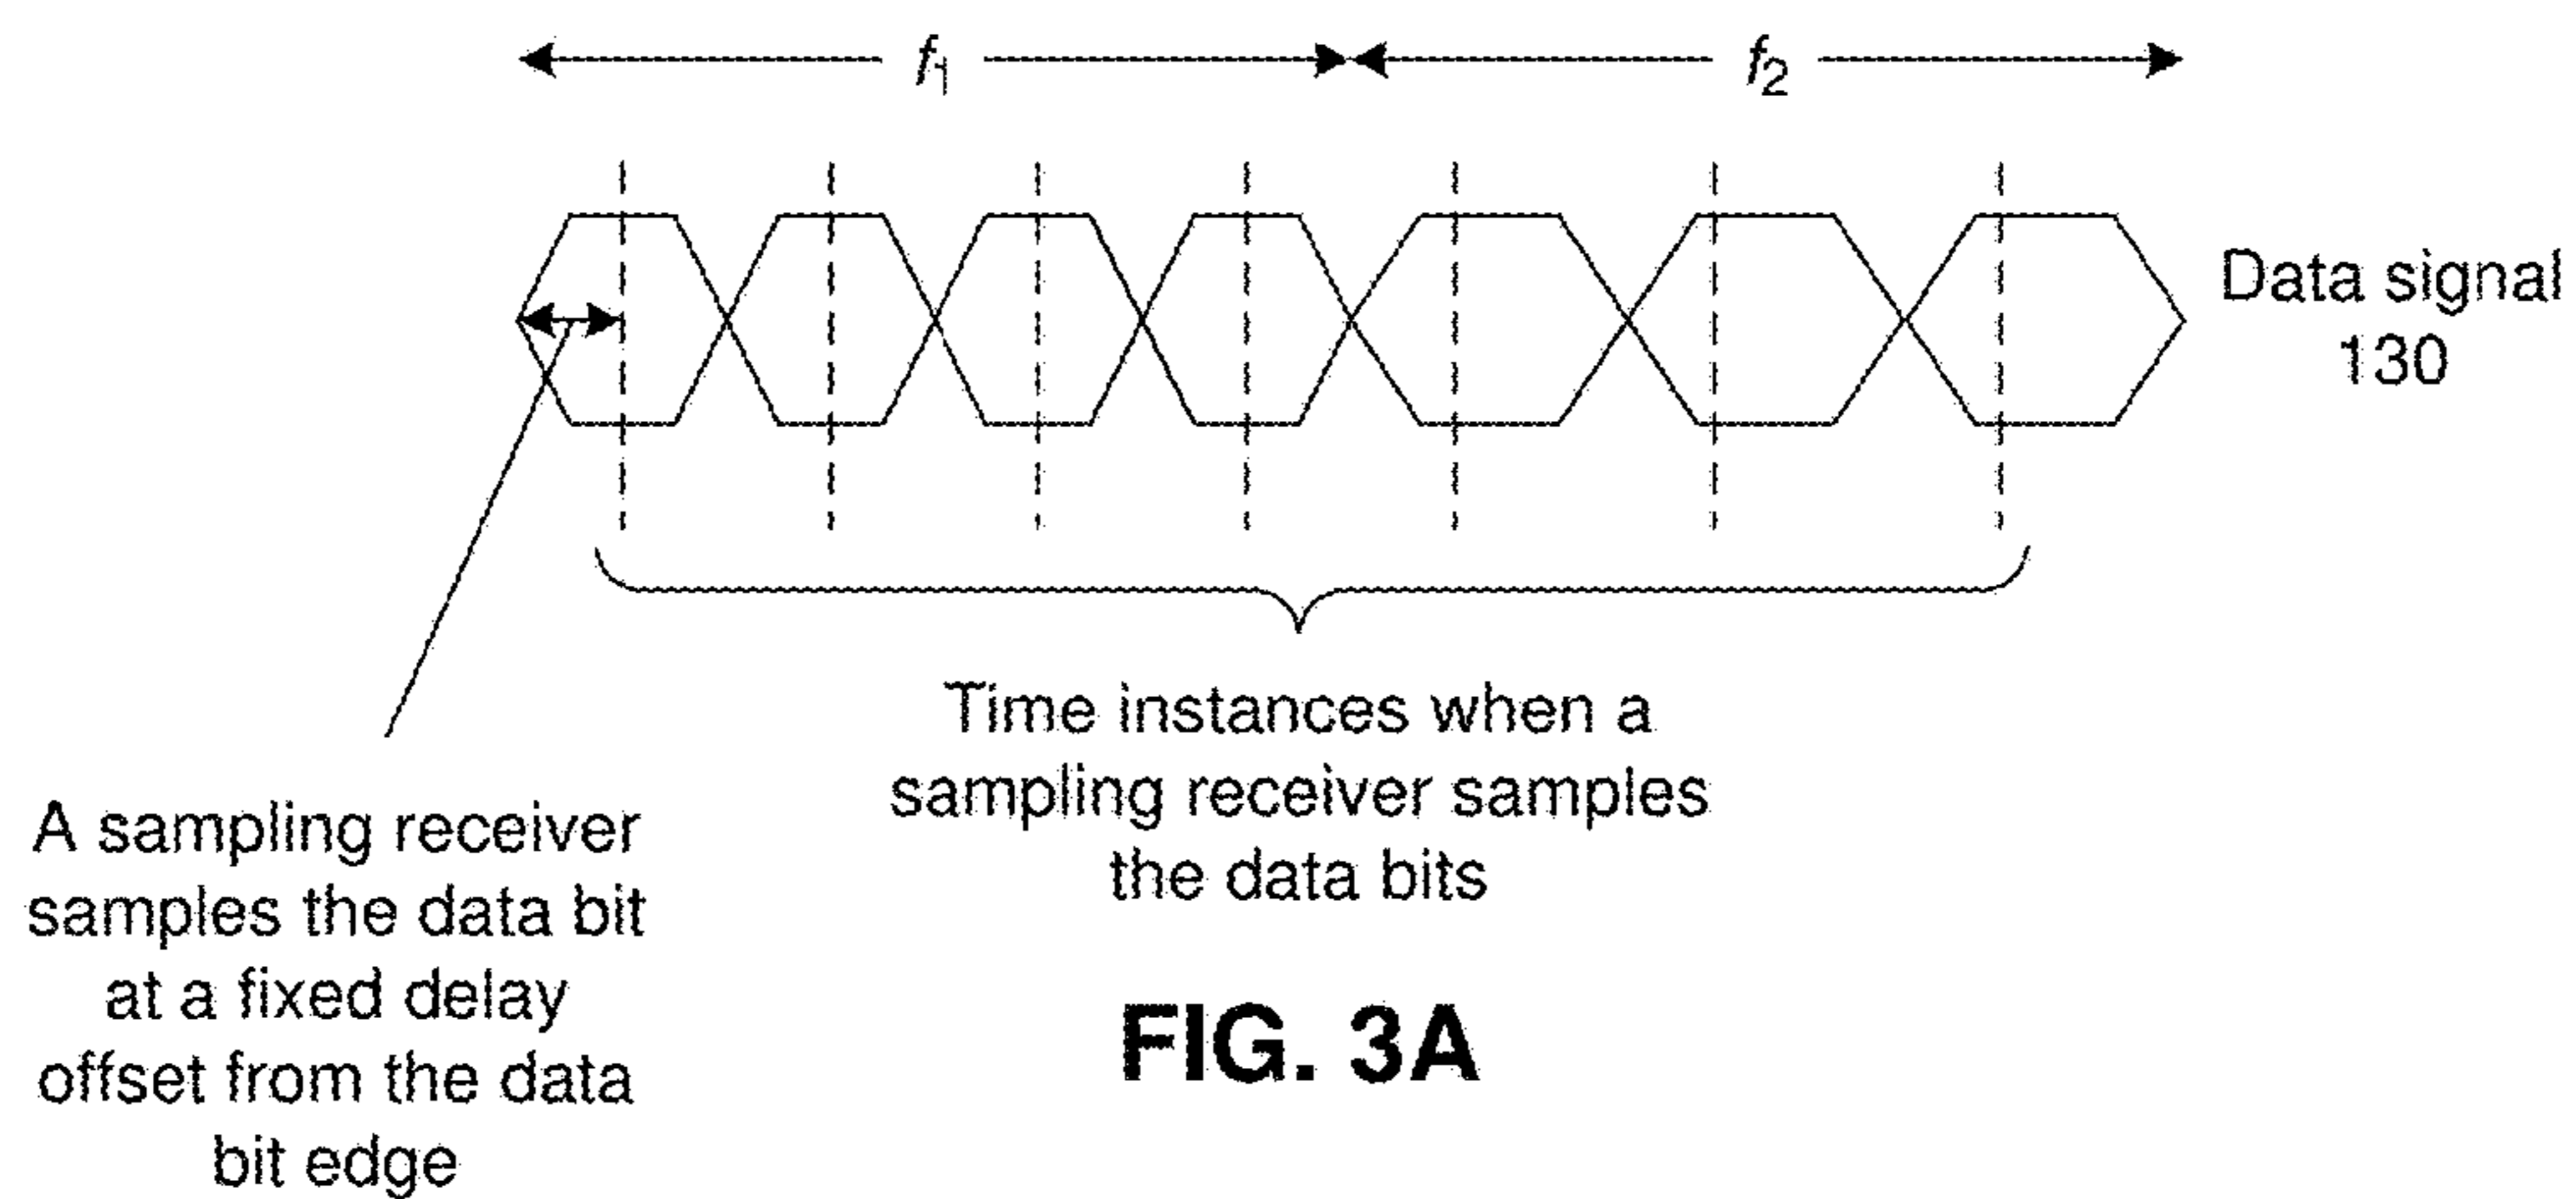 f1
f2
Data signal
130
Time instances when a
sampling receiver samples
the data bits
A sampling receiver
samples the data bit
at a fixed delay
offset from the data
bit edge
FIG. 3A